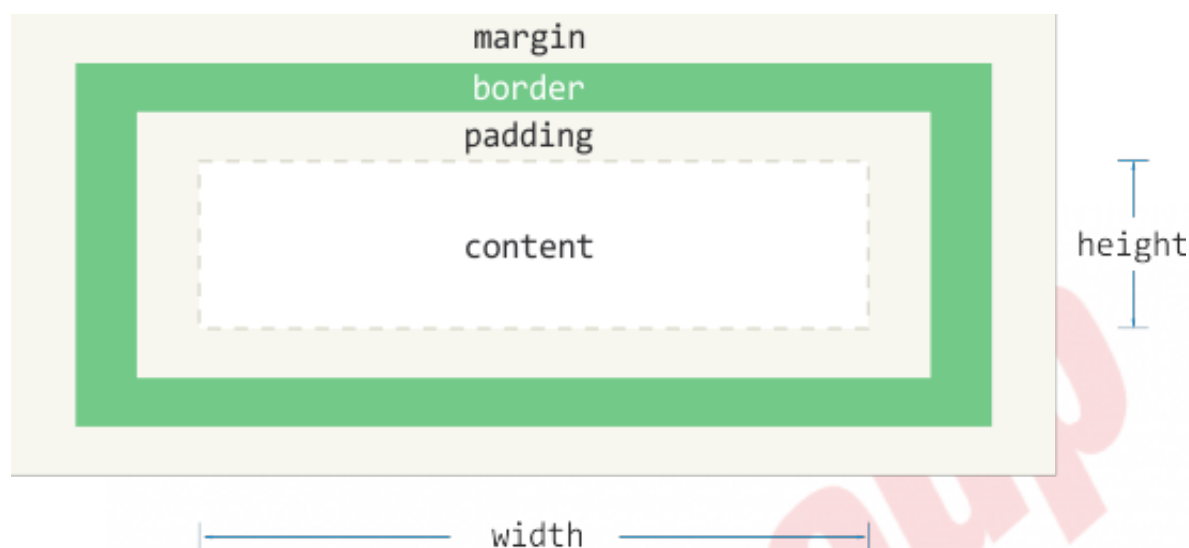 margin
border
padding
content
height
width